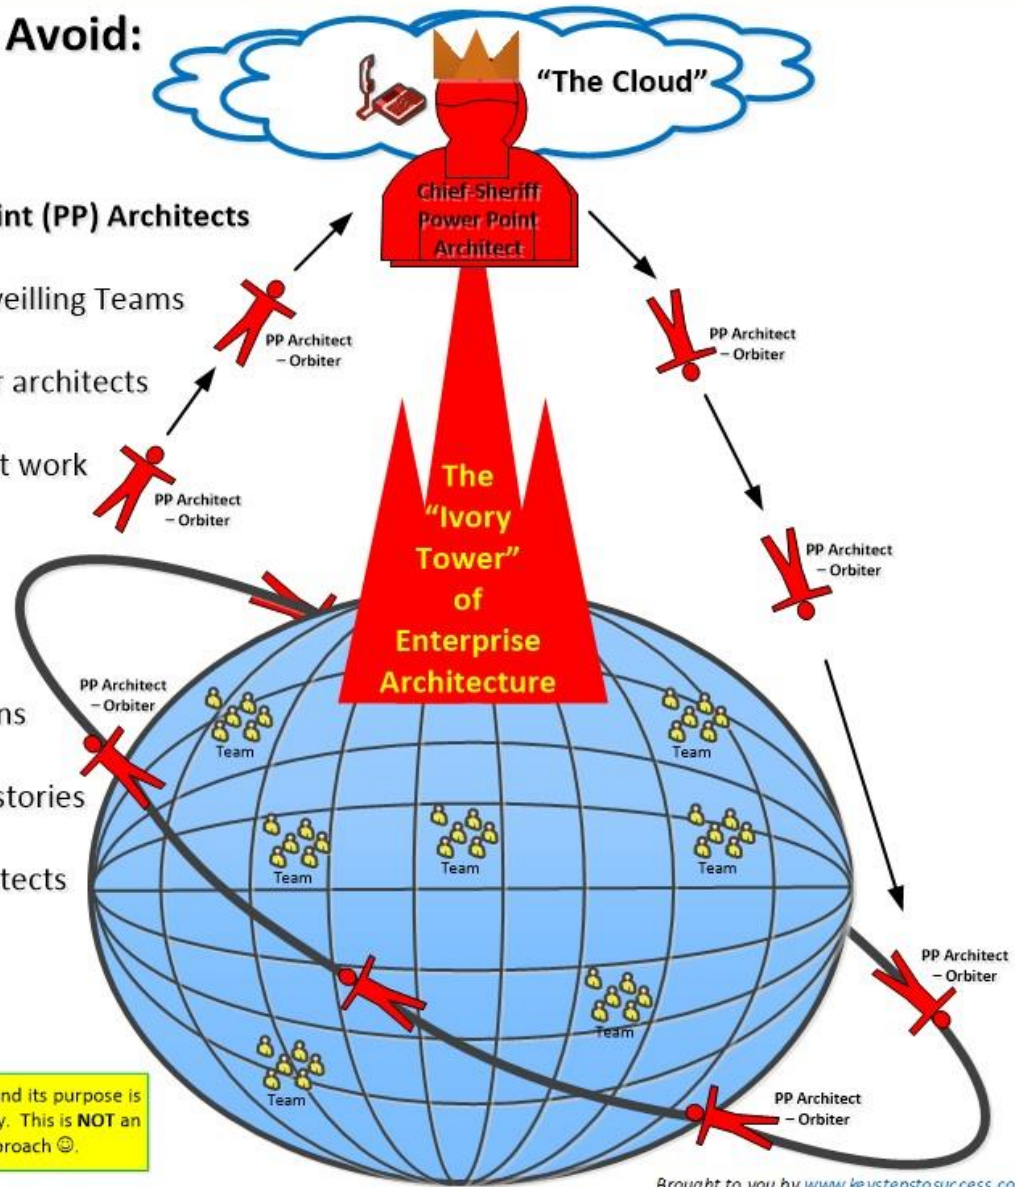 Avoid:
“The Cloud”
Chief-Sheriff
Power Point
Architect
int (PP) Architects
veilling Teams
r architects
t work
PP Architect
– Orbiter
PP Architect
– Orbiter
PP Architect
– Orbiter
PP Architect
– Orbiter
The
“Ivory
Tower”
of
Enterprise
Architecture
PP Architect
– Orbiter
ns
stories
tects
Team
Team
Team
Team
Team
Team
Team
PP Architect
– Orbiter
PP Architect
– Orbiter
nd its purpose is
y. This is NOT an
proach ☺.
Brought to you by www.keystepstosuccess.co